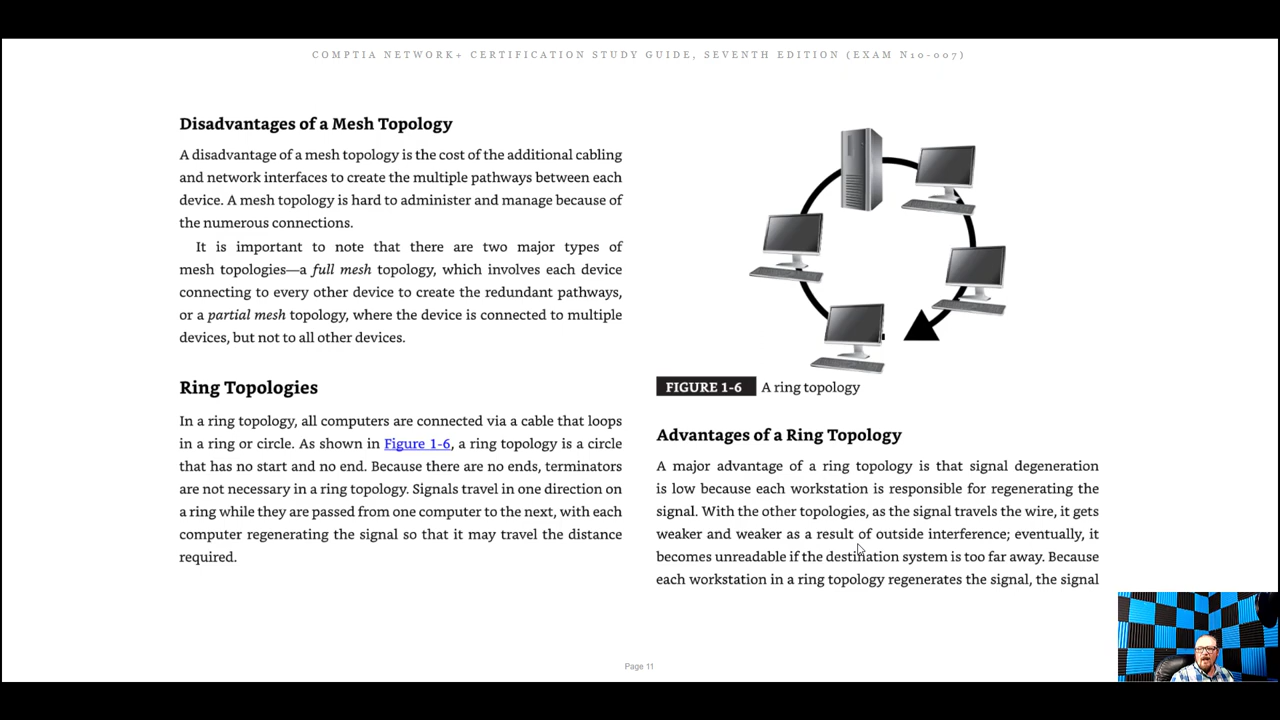 COMPTIA NETWORK+ CERTIFICATION STUDY GUIDE, SEVENTH EDITION (EXAM N10-007)
Disadvantages of a Mesh Topology
A disadvantage of a mesh topology is the cost of the additional cabling
and network interfaces to create the multiple pathways between each
device. A mesh topology is hard to administer and manage because of
the numerous connections.
It is important to note that there are two major types of
mesh topologies—a full mesh topology, which involves each device
connecting to every other device to create the redundant pathways,
or a partial mesh topology, where the device is connected to multiple
devices, but not to all other devices.
Ring Topologies
In a ring topology, all computers are connected via a cable that loops
in a ring or circle. As shown in Figure 1-6, a ring topology is a circle
that has no start and no end. Because there are no ends, terminators
are not necessary in a ring topology. Signals travel in one direction on
a ring while they are passed from one computer to the next, with each
computer regenerating the signal so that it may travel the distance
required.
FIGURE 1-6 A ring topology
Advantages of a Ring Topology
A major advantage of a ring topology is that signal degeneration
is low because each workstation is responsible for regenerating the
signal. With the other topologies, as the signal travels the wire, it gets
weaker and weaker as a result of outside interference; eventually, it
becomes unreadable if the destination system is too far away. Because
each workstation in a ring topology regenerates the signal, the signal
Page 11